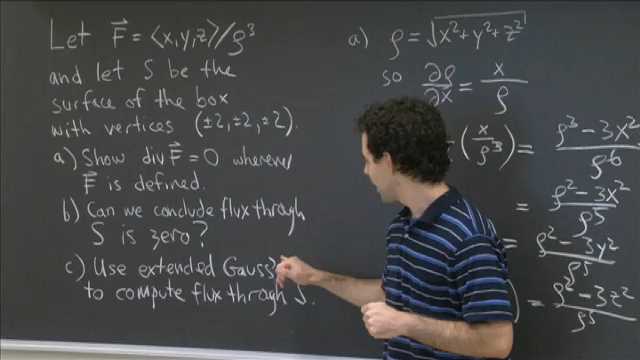 Let F⃗ = ⟨x,y,z⟩/ρ³
and let S be the
surface of the box
with vertices (±2,±2,±2).
a) Show div F⃗ = 0 wherever
F⃗ is defined.
b) Can we conclude flux through
S is zero?
c) Use extended Gauss
to compute flux through S.
a) ρ = √(x²+y²+z²)
so ∂ρ/∂x = x/ρ
(x/ρ³) = ρ³ - 3x²/ρ⁶
= ρ² - 3x²/ρ⁵
= ρ² - 3y²/ρ⁵
) = ρ² - 3z²/ρ⁵